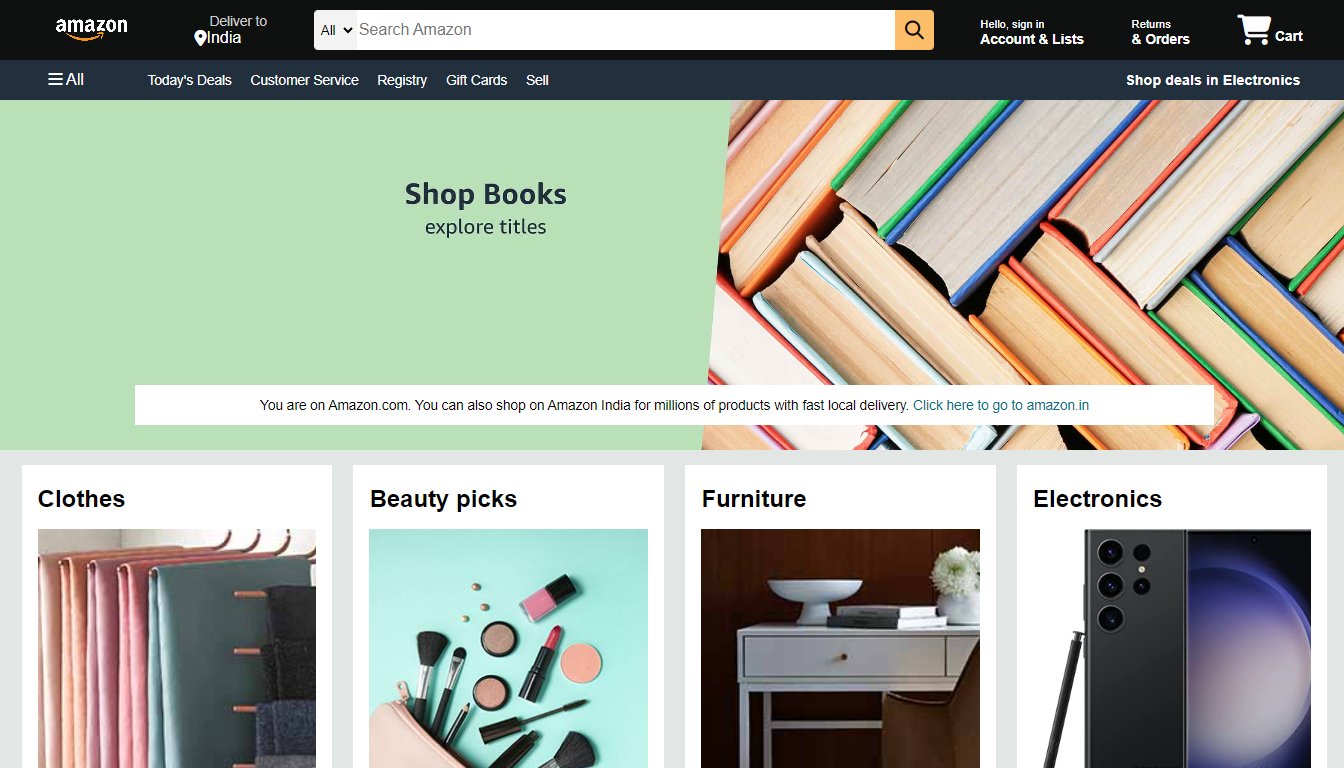 amazon
Deliver to
India
All
Search Amazon
Hello, sign in
Account & Lists
Returns
& Orders
Cart
All
Today's Deals
Customer Service
Registry
Gift Cards
Sell
Shop deals in Electronics
Shop Books
explore titles
You are on Amazon.com. You can also shop on Amazon India for millions of products with fast local delivery. Click here to go to amazon.in
Clothes
Beauty picks
Furniture
Electronics